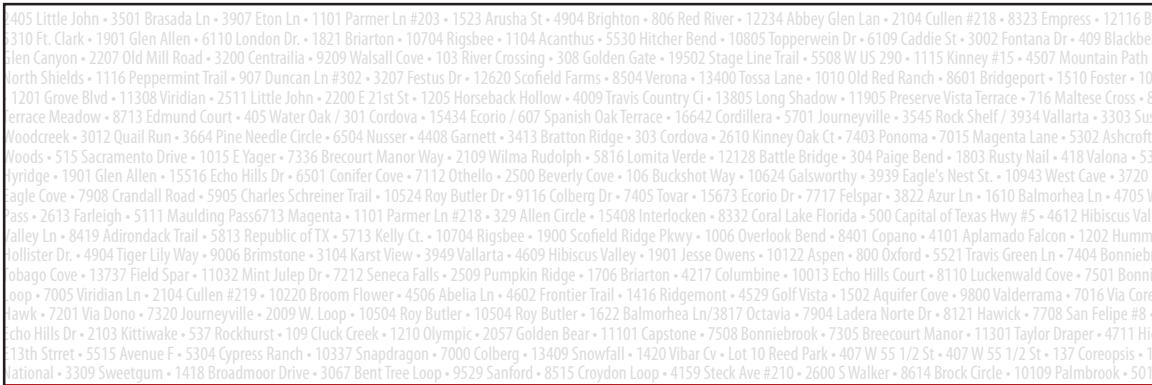 2405 Little John • 3501 Brasada Ln • 3907 Eton Ln • 1101 Parmer Ln #203 • 1523 Arusha St • 4904 Brighton • 806 Red River • 12234 Abbey Glen Lan • 2104 Cullen #218 • 8323 Empress • 12116 B
5310 Ft. Clark • 1901 Glen Allen • 6110 London Dr. • 1821 Briarton • 10704 Rigsbee • 1104 Acanthus • 5530 Hitcher Bend • 10805 Topperwein Dr • 6109 Caddie St • 3002 Fontana Dr • 409 Blackbe
Glen Canyon • 2207 Old Mill Road • 3200 Centrailia • 9209 Walsall Cove • 103 River Crossing • 308 Golden Gate • 19502 Stage Line Trail • 5508 W US 290 • 1115 Kinney #15 • 4507 Mountain Path
North Shields • 1116 Peppermint Trail • 907 Duncan Ln #302 • 3207 Festus Dr • 12620 Scofield Farms • 8504 Verona • 13400 Tossa Lane • 1010 Old Red Ranch • 8601 Bridgeport • 1510 Foster • 10
• 1201 Grove Blvd • 11308 Viridian • 2511 Little John • 2200 E 21st St • 1205 Horseback Hollow • 4009 Travis Country Ci • 13805 Long Shadow • 11905 Preserve Vista Terrace • 716 Maltese Cross • 8
Terrace Meadow • 8713 Edmund Court • 405 Water Oak / 301 Cordova • 15434 Ecorio / 607 Spanish Oak Terrace • 16642 Cordillera • 5701 Journeyville • 3545 Rock Shelf / 3934 Vallarta • 3303 Sus
Woodcreek • 3012 Quail Run • 3664 Pine Needle Circle • 6504 Nusser • 4408 Garnett • 3413 Bratton Ridge • 303 Cordova • 2610 Kinney Oak Ct • 7403 Ponoma • 7015 Magenta Lane • 5302 Ashcroft
Woods • 515 Sacramento Drive • 1015 E Yager • 7336 Brecourt Manor Way • 2109 Wilma Rudolph • 5816 Lomita Verde • 12128 Battle Bridge • 304 Paige Bend • 1803 Rusty Nail • 418 Valona • 53
Hyridge • 1901 Glen Allen • 15516 Echo Hills Dr • 6501 Conifer Cove • 7112 Othello • 2500 Beverly Cove • 106 Buckshot Way • 10624 Galsworthy • 3939 Eagle's Nest St. • 10943 West Cave • 3720
Eagle Cove • 7908 Crandall Road • 5905 Charles Schreiner Trail • 10524 Roy Butler Dr • 9116 Colberg Dr • 7405 Tovar • 15673 Ecorio Dr • 7717 Felspar • 3822 Azur Ln • 1610 Balmorhea Ln • 4705 W
Pass • 2613 Farleigh • 5111 Maulding Pass6713 Magenta • 1101 Parmer Ln #218 • 329 Allen Circle • 15408 Interlocken • 8332 Coral Lake Florida • 500 Capital of Texas Hwy #5 • 4612 Hibiscus Val
Valley Ln • 8419 Adirondack Trail • 5813 Republic of TX • 5713 Kelly Ct. • 10704 Rigsbee • 1900 Scofield Ridge Pkwy • 1006 Overlook Bend • 8401 Copano • 4101 Aplamado Falcon • 1202 Humm
Hollister Dr. • 4904 Tiger Lily Way • 9006 Brimstone • 3104 Karst View • 3949 Vallarta • 4609 Hibiscus Valley • 1901 Jesse Owens • 10122 Aspen • 800 Oxford • 5521 Travis Green Ln • 7404 Bonnieb
Tobago Cove • 13737 Field Spar • 11032 Mint Julep Dr • 7212 Seneca Falls • 2509 Pumpkin Ridge • 1706 Briarton • 4217 Columbine • 10013 Echo Hills Court • 8110 Luckenwald Cove • 7501 Bonni
Loop • 7005 Viridian Ln • 2104 Cullen #219 • 10220 Broom Flower • 4506 Abelia Ln • 4602 Frontier Trail • 1416 Ridgemont • 4529 Golf Vista • 1502 Aquifer Cove • 9800 Valderrama • 7016 Via Core
Hawk • 7201 Via Dono • 7320 Journeyville • 2009 W. Loop • 10504 Roy Butler • 10504 Roy Butler • 1622 Balmorhea Ln/3817 Octavia • 7904 Ladera Norte Dr • 8121 Hawick • 7708 San Felipe #8 •
Echo Hills Dr • 2103 Kittiwake • 537 Rockhurst • 109 Cluck Creek • 1210 Olympic • 2057 Golden Bear • 11101 Capstone • 7508 Bonniebrook • 7305 Breecourt Manor • 11301 Taylor Draper • 4711 Hi
E13th Strret • 5515 Avenue F • 5304 Cypress Ranch • 10337 Snapdragon • 7000 Colberg • 13409 Snowfall • 1420 Vibar Cv • Lot 10 Reed Park • 407 W 55 1/2 St • 407 W 55 1/2 St • 137 Coreopsis • 1
National • 3309 Sweetgum • 1418 Broadmoor Drive • 3067 Bent Tree Loop • 9529 Sanford • 8515 Croydon Loop • 4159 Steck Ave #210 • 2600 S Walker • 8614 Brock Circle • 10109 Palmbrook • 501